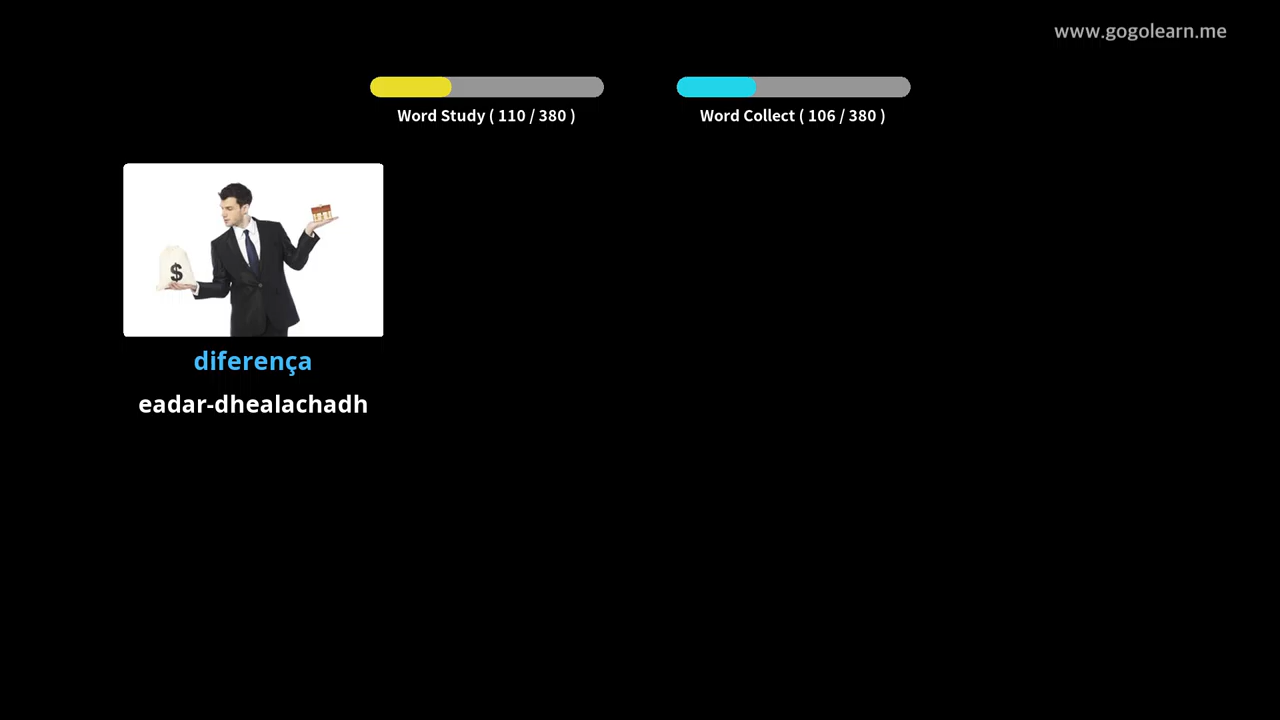 www.gogolearn.me
Word Study ( 110 / 380 )
Word Collect ( 106 / 380 )
$
diferença
eadar-dhealachadh